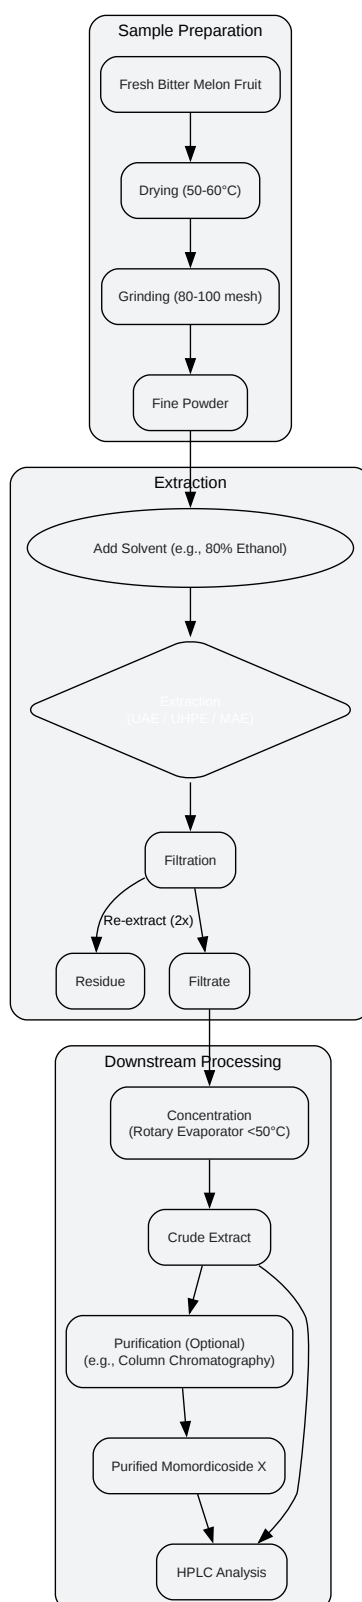 Sample Preparation
Fresh Bitter Melon Fruit
Drying (50-60°C)
Grinding (80-100 mesh)
Fine Powder
Extraction
Add Solvent (e.g., 80% Ethanol)
Extraction
(UAE / UHPE / MAE)
Filtration
Re-extract (2x)
Residue
Filtrate
Downstream Processing
Concentration
(Rotary Evaporator <50°C)
Crude Extract
Purification (Optional)
(e.g., Column Chromatography)
Purified Momordicoside X
HPLC Analysis